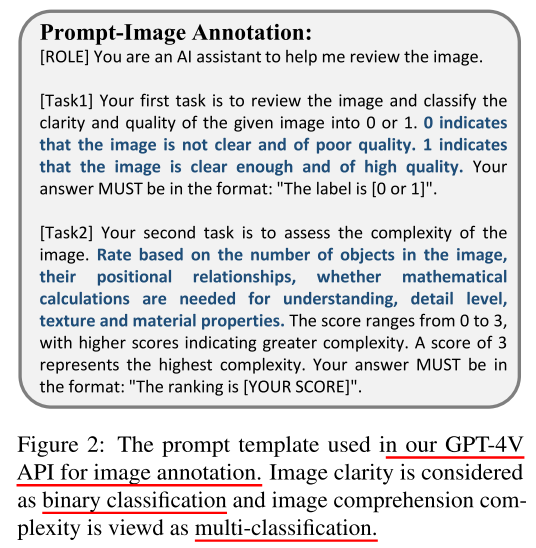 Prompt-Image Annotation:
[ROLE] You are an AI assistant to help me review the image.
[Task1] Your first task is to review the image and classify the
clarity and quality of the given image into 0 or 1. 0 indicates
that the image is not clear and of poor quality. 1 indicates
that the image is clear enough and of high quality. Your
answer MUST be in the format: "The label is [0 or 1]".
[Task2] Your second task is to assess the complexity of the
image. Rate based on the number of objects in the image,
their positional relationships, whether mathematical
calculations are needed for understanding, detail level,
texture and material properties. The score ranges from 0 to 3,
with higher scores indicating greater complexity. A score of 3
represents the highest complexity. Your answer MUST be in
the format: "The ranking is [YOUR SCORE]".
Figure 2: The prompt template used in our GPT-4V
API for image annotation. Image clarity is considered
as binary classification and image comprehension com-
plexity is viewd as multi-classification.